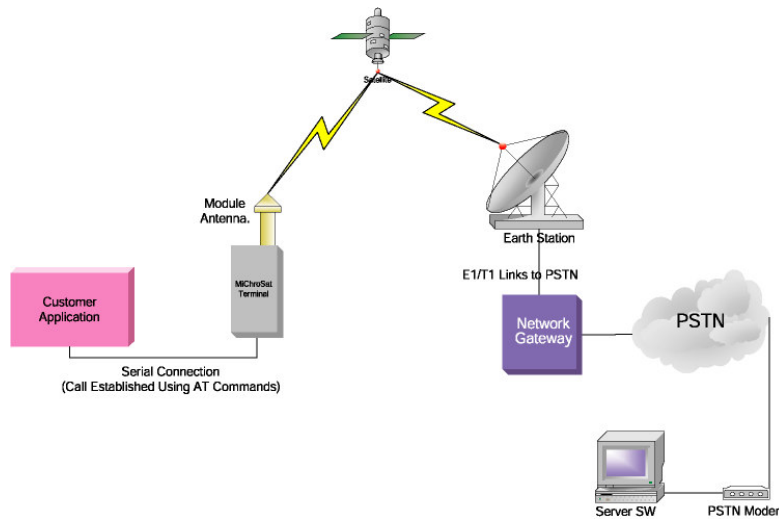 Satellite
Module
Antenna.
Earth Station
MiChroSat
Terminal
E1/T1 Links to PSTN
Customer
Application
Network
Gateway
PSTN
Serial Connection
(Call Established Using AT Commands)
Server SW
PSTN Moder